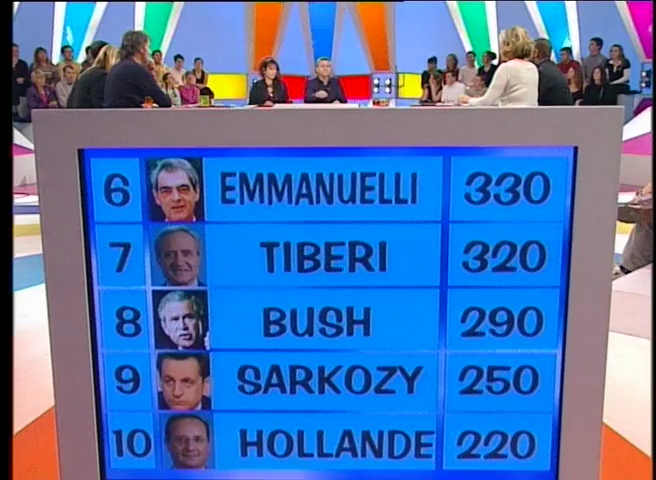 6 EMMANUELLI 330
7 TIBERI 320
8 BUSH 290
9 SARKOZY 250
10 HOLLANDE 220